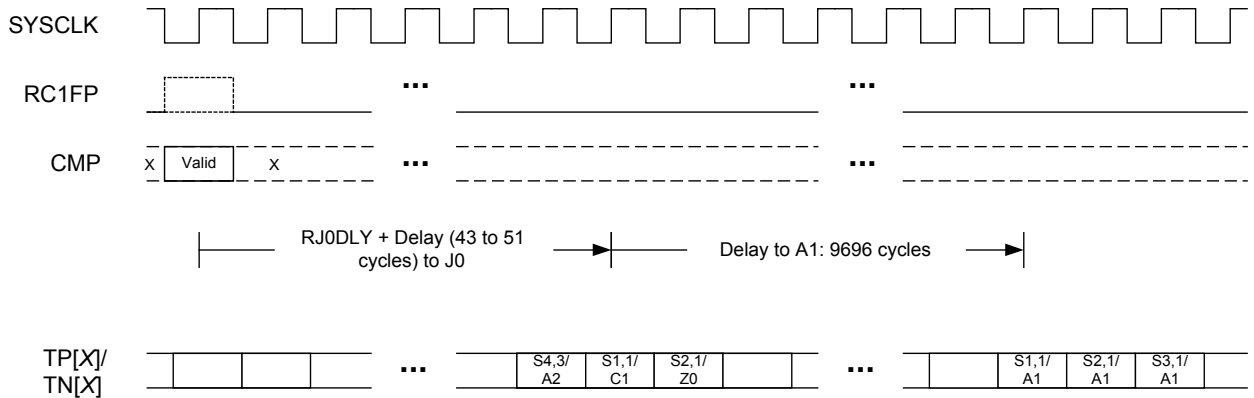 SYSCLK
RC1FP
...
...
CMP
X
Valid
X
...
...
RJ0DLY + Delay (43 to 51
cycles) to J0
Delay to A1: 9696 cycles
TP[X]/
TN[X]
...
S4,3/
A2
S1,1/
C1
S2,1/
Z0
...
S1,1/
A1
S2,1/
A1
S3,1/
A1